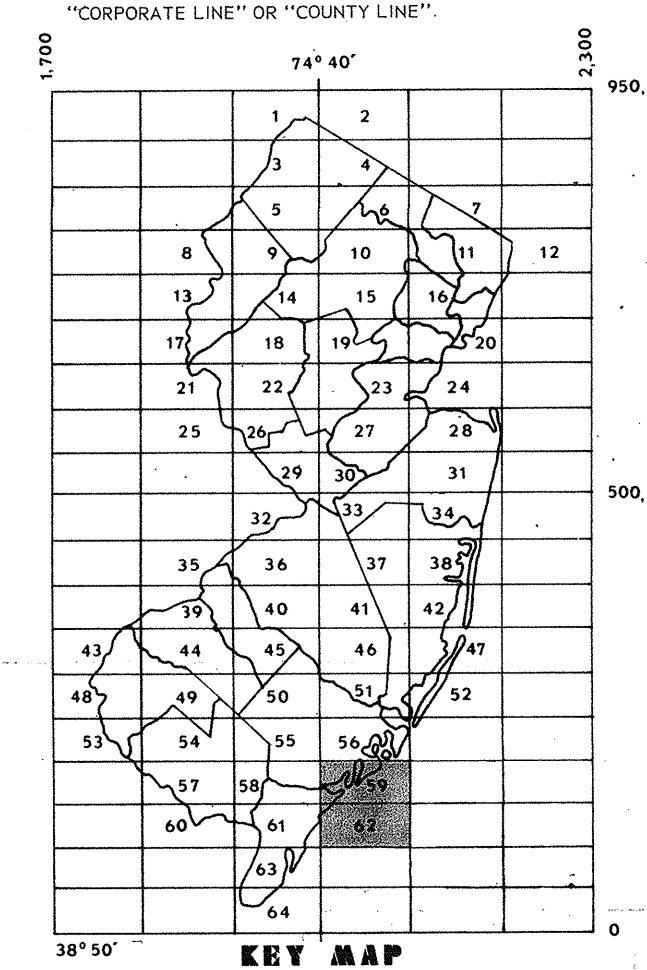 “CORPORATE LINE” OR “COUNTY LINE”.
1,700
74° 40′
2,300
950,
1 2
3 4
5 6 7
8 9 10 11 12
13 14 15 16
17 18 19 20
21 22 23 24
25 26 27 28
29 30 31
500,
32 33 34
35 36 37 38
39 40 41 42
43 44 45 46 47
48 49 50 51 52
53 54 55 56
57 58 59
60 61 62
63
64
0
38° 50′
KEY MAP